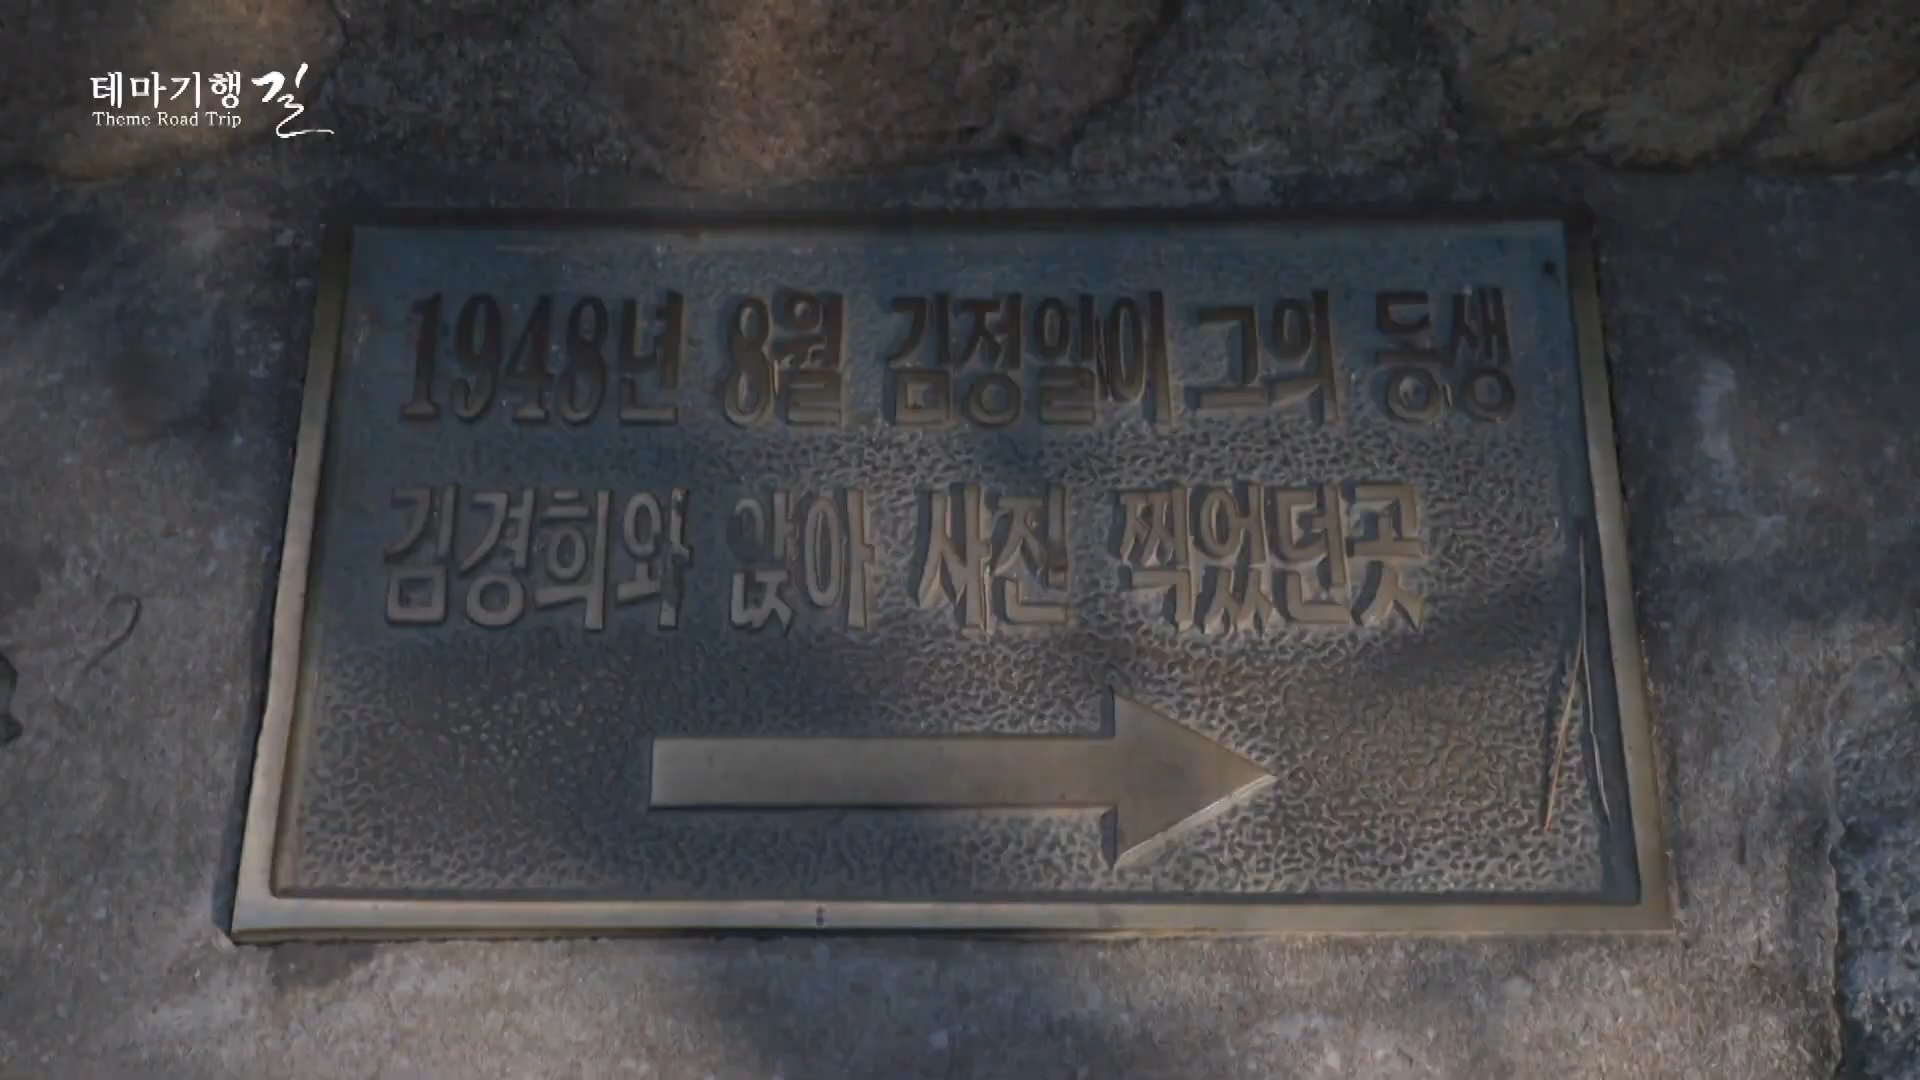 테마기행 길
Theme Road Trip
1948년 8월 김정일이 그의 동생
김경희와 앉아 사진 찍었던곳